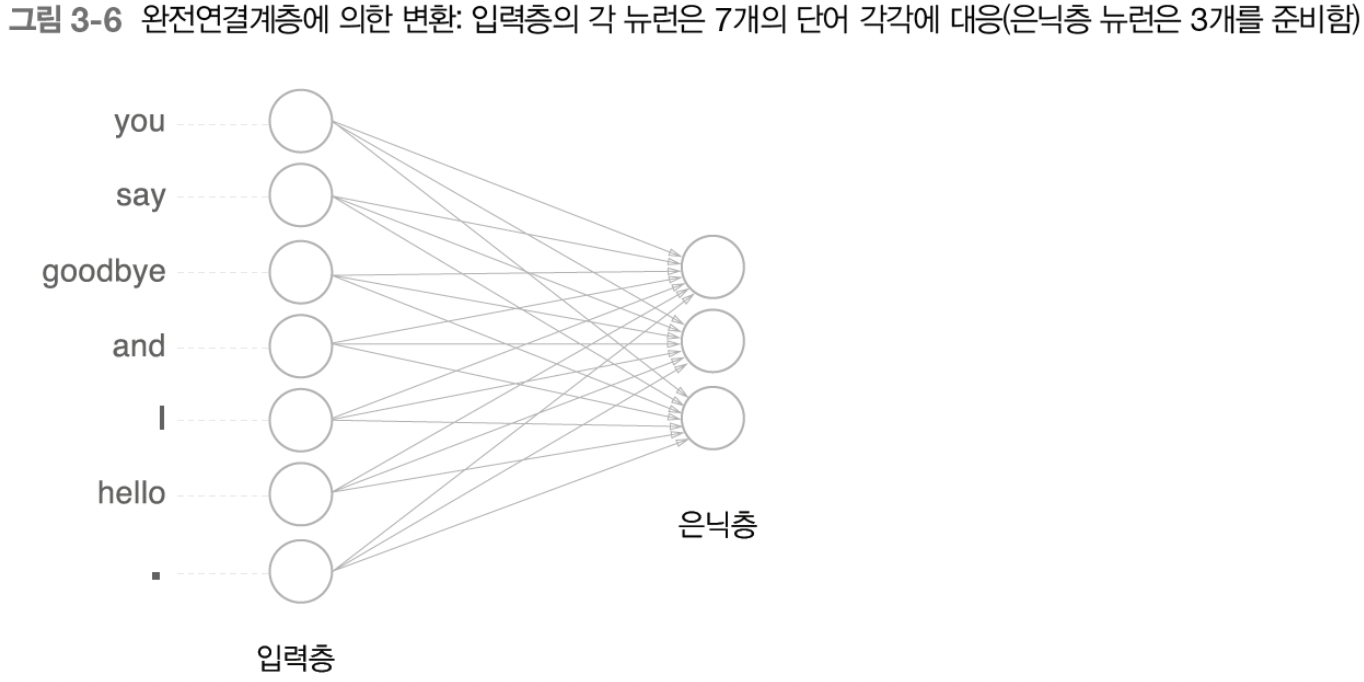 그림 3-6 완전연결계층에 의한 변환: 입력층의 각 뉴런은 7개의 단어 각각에 대응(은닉층 뉴런은 3개를 준비함)
you
say
goodbye
and
I
hello
.
은닉층
입력층